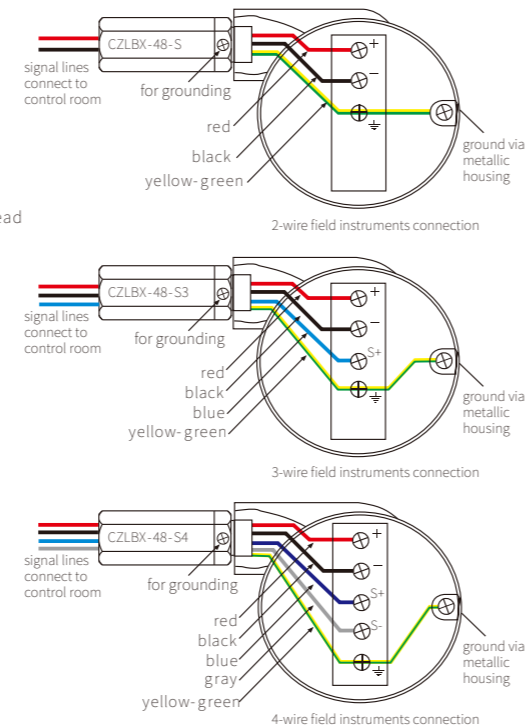 CZLBX-48-S
+
signal lines
connect to
control room
for grounding
−
red
black
yellow-green
ground via
metallic
housing
2-wire field instruments connection
ead
CZLBX-48-S3
+
signal lines
connect to
control room
for grounding
−
S+
red
black
blue
yellow-green
ground via
metallic
housing
3-wire field instruments connection
CZLBX-48-S4
+
signal lines
connect to
control room
for grounding
−
S+
S-
red
black
blue
gray
yellow-green
ground via
metallic
housing
4-wire field instruments connection